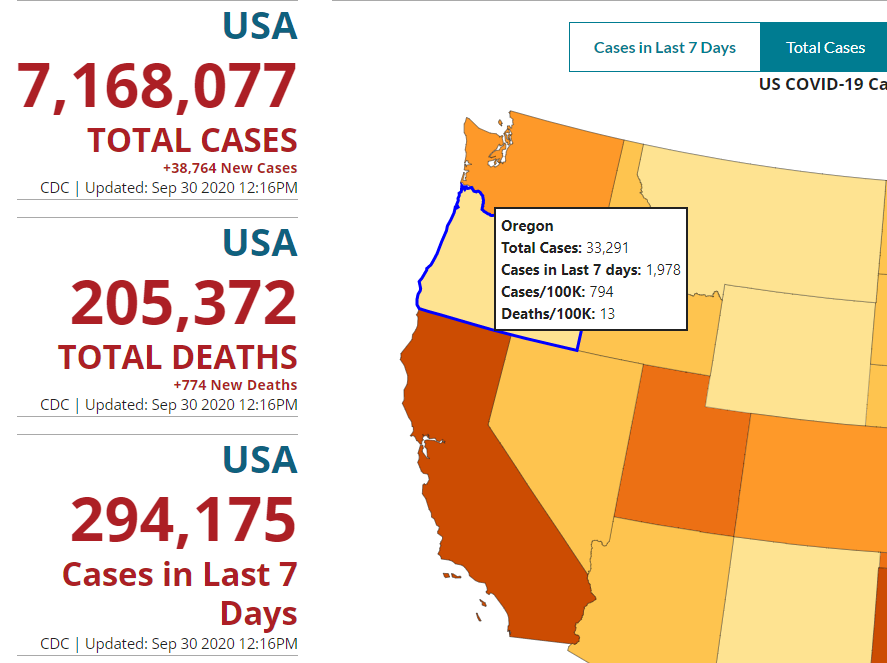 USA
7,168,077
TOTAL CASES
+38,764 New Cases
CDC | Updated: Sep 30 2020 12:16PM
USA
205,372
TOTAL DEATHS
+774 New Deaths
CDC | Updated: Sep 30 2020 12:16PM
USA
294,175
Cases in Last 7
Days
CDC | Updated: Sep 30 2020 12:16PM
Cases in Last 7 Days
Total Cases
US COVID-19 Ca
Oregon
Total Cases: 33,291
Cases in Last 7 days: 1,978
Cases/100K: 794
Deaths/100K: 13